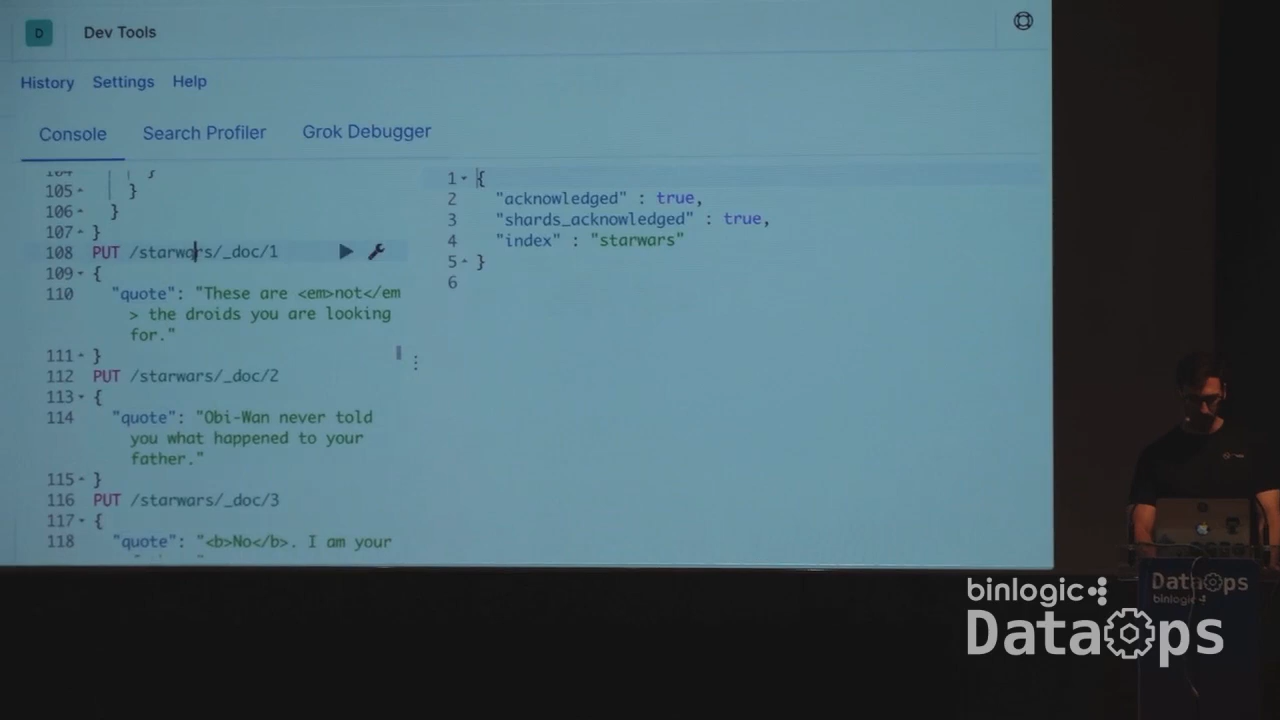 D
Dev Tools
History Settings Help
Console Search Profiler Grok Debugger
105 }
106 }
107 }
108 PUT /starwars/_doc/1
109 {
110 "quote": "These are <em>not</em
> the droids you are looking
for."
111 }
112 PUT /starwars/_doc/2
113 {
114 "quote": "Obi-Wan never told
you what happened to your
father."
115 }
116 PUT /starwars/_doc/3
117 {
118 "quote": "<b>No</b>. I am your
1 {
2 "acknowledged" : true,
3 "shards_acknowledged" : true,
4 "index" : "starwars"
5 }
6
DataOps
binlogic
binlogic
DataOps